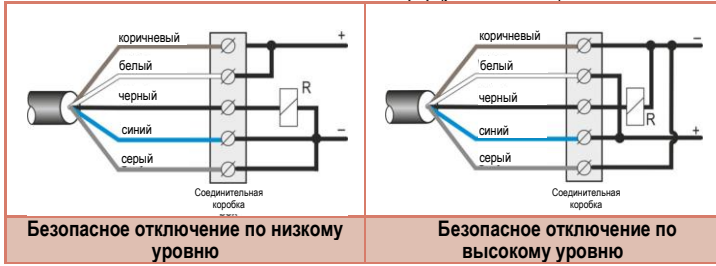 коричневый
белый
черный
синий
серый
+
R
−
Соединительная
коробка
Безопасное отключение по низкому
уровню
коричневый
белый
черный
синий
серый
−
R
+
Соединительная
коробка
Безопасное отключение по
высокому уровню